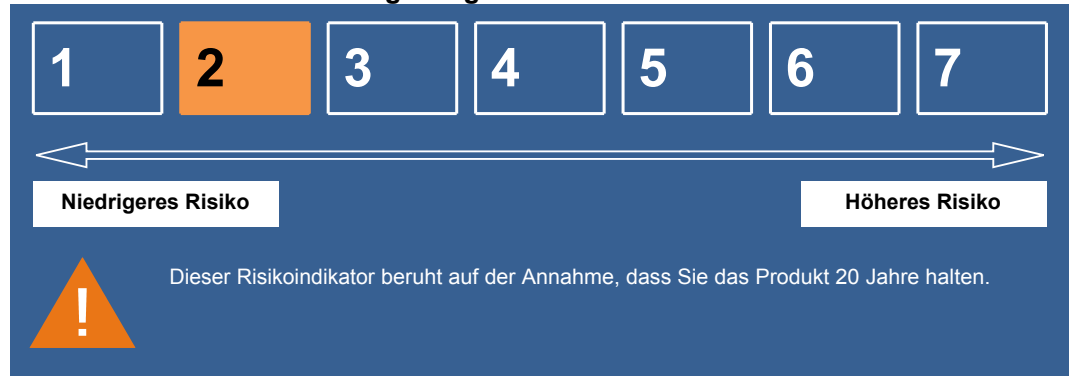 1 2 3 4 5 6 7
Niedrigeres Risiko Höheres Risiko
Dieser Risikoindikator beruht auf der Annahme, dass Sie das Produkt 20 Jahre halten.
!